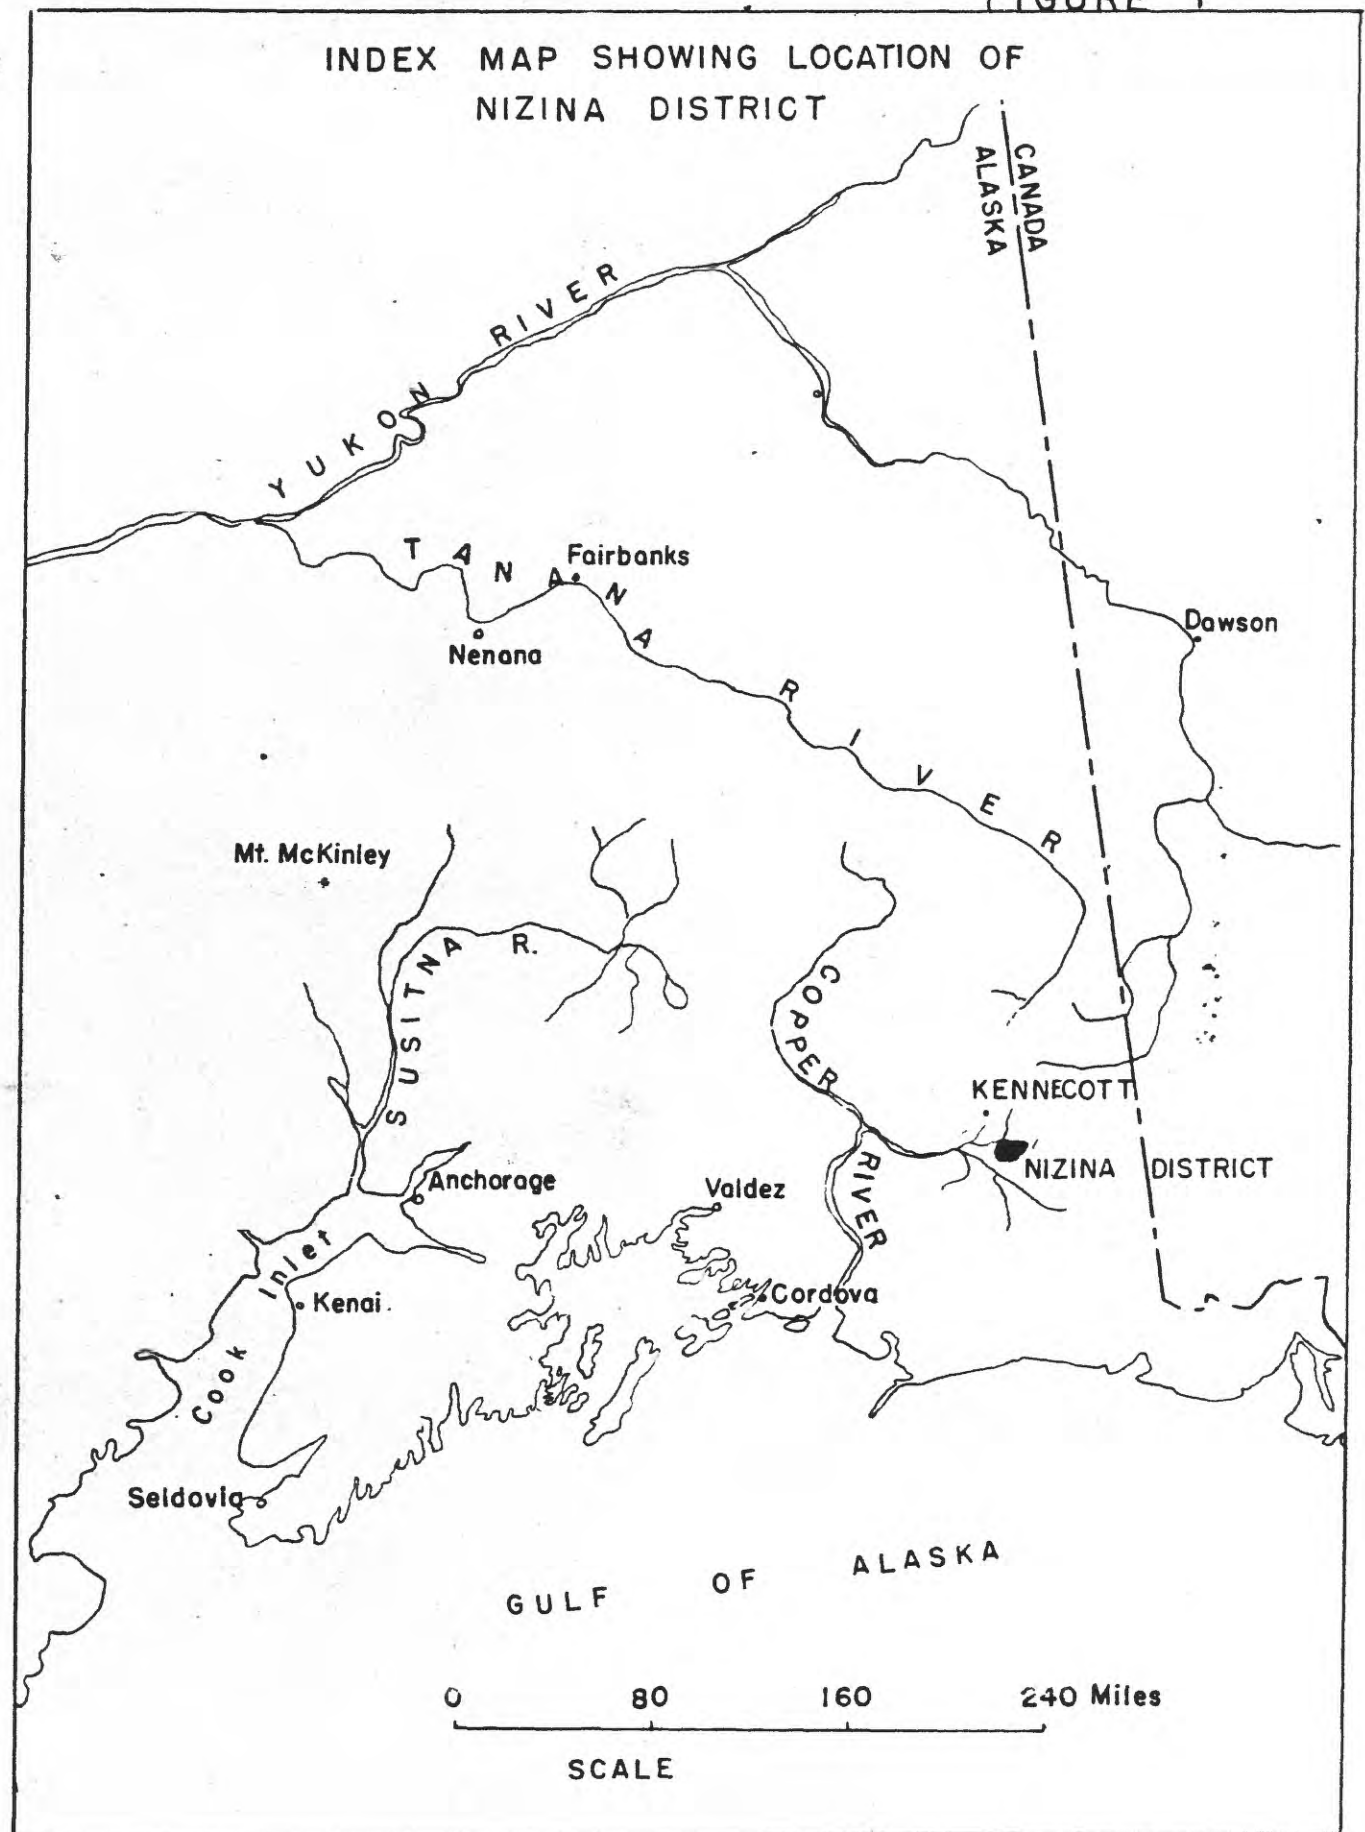 FIGURE 1
INDEX MAP SHOWING LOCATION OF
NIZINA DISTRICT
CANADA
ALASKA
YUKON RIVER
TANANA RIVER
Fairbanks
Nenana
Dawson
Mt. McKinley
SUSITNA R.
COPPER RIVER
KENNECOTT
NIZINA DISTRICT
Anchorage
Valdez
Cook Inlet
Kenai
Cordova
Seldovia
GULF OF ALASKA
0 80 160 240 Miles
SCALE